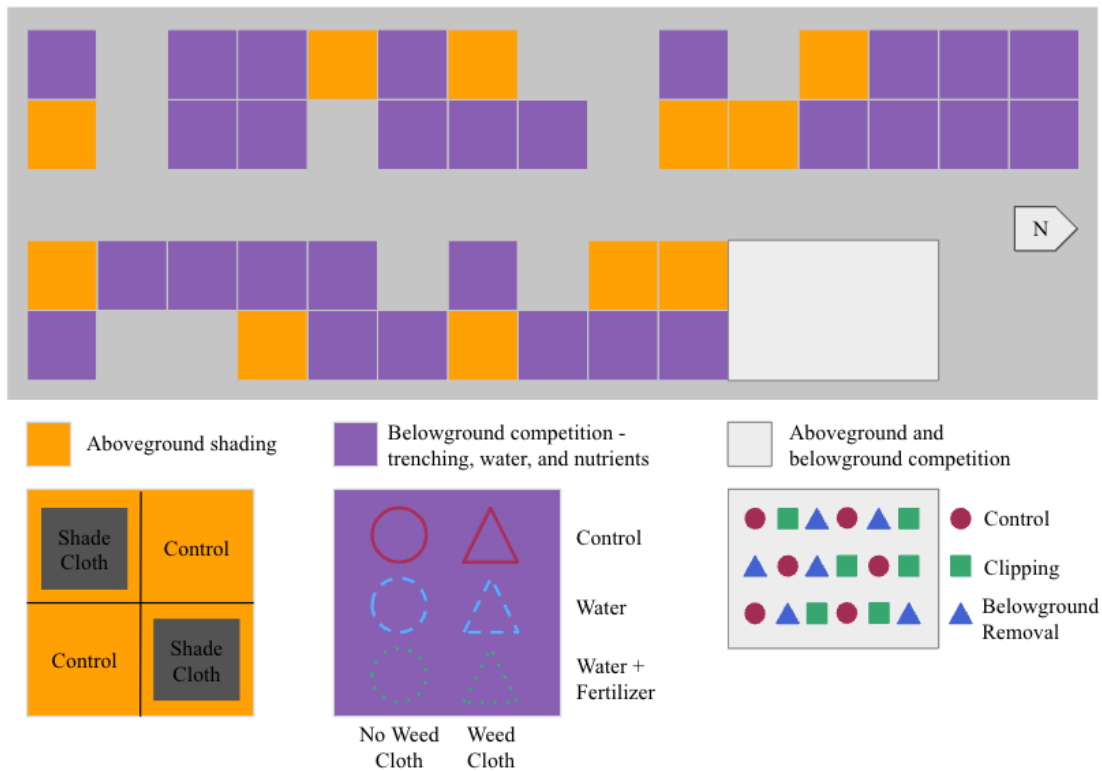 N
Aboveground shading
Belowground competition -
trenching, water, and nutrients
Aboveground and
belowground competition
Shade
Cloth
Control
Control
Shade
Cloth
Control
Water
Water +
Fertilizer
No Weed
Cloth
Weed
Cloth
Control
Clipping
Belowground
Removal